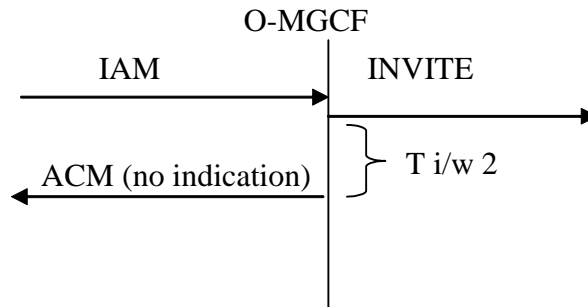 O-MGCF
IAM
INVITE
T i/w 2
ACM (no indication)